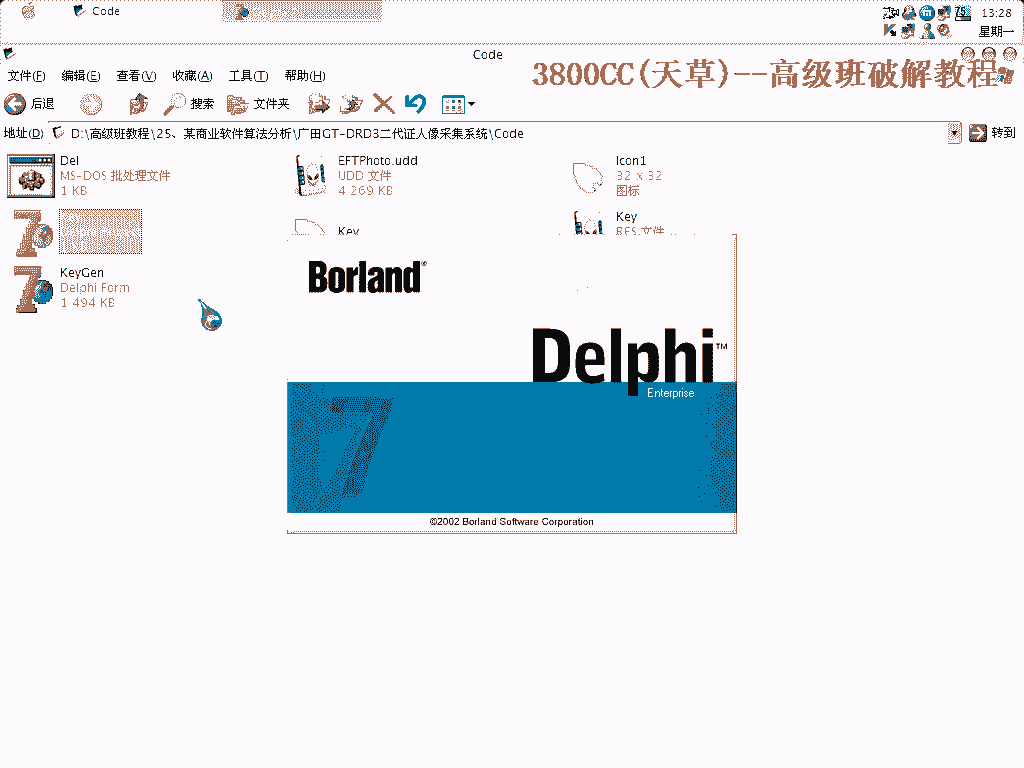 Code
13:28
75
星期一
Code
3800CC(天草)--高级班破解教程
文件(F) 编辑(E) 查看(V) 收藏(A) 工具(T) 帮助(H)
后退 搜索 文件夹
地址(D) D:\高级班教程\25、某商业软件算法分析\广田GT-DRD3二代证人像采集系统\Code 转到
Del
MS-DOS 批处理文件
1 KB
EFTPhoto.udd
UDD 文件
4 269 KB
Icon1
32 x 32
图标
Key
Key
RES 文件
KeyGen
Delphi Form
1 494 KB
Borland®
Delphi™
Enterprise
7
©2002 Borland Software Corporation